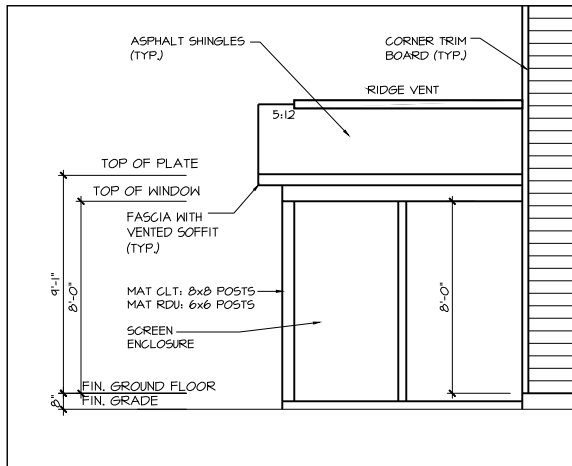 ASPHALT SHINGLES
(TYP.)
CORNER TRIM
BOARD (TYP.)
RIDGE VENT
5:12
TOP OF PLATE
TOP OF WINDOW
FASCIA WITH
VENTED SOFFIT
(TYP.)
9'-1"
8'-0"
8'-0"
MAT CLT: 8x8 POSTS
MAT RDU: 6x6 POSTS
SCREEN
ENCLOSURE
FIN. GROUND FLOOR
FIN. GRADE
8"